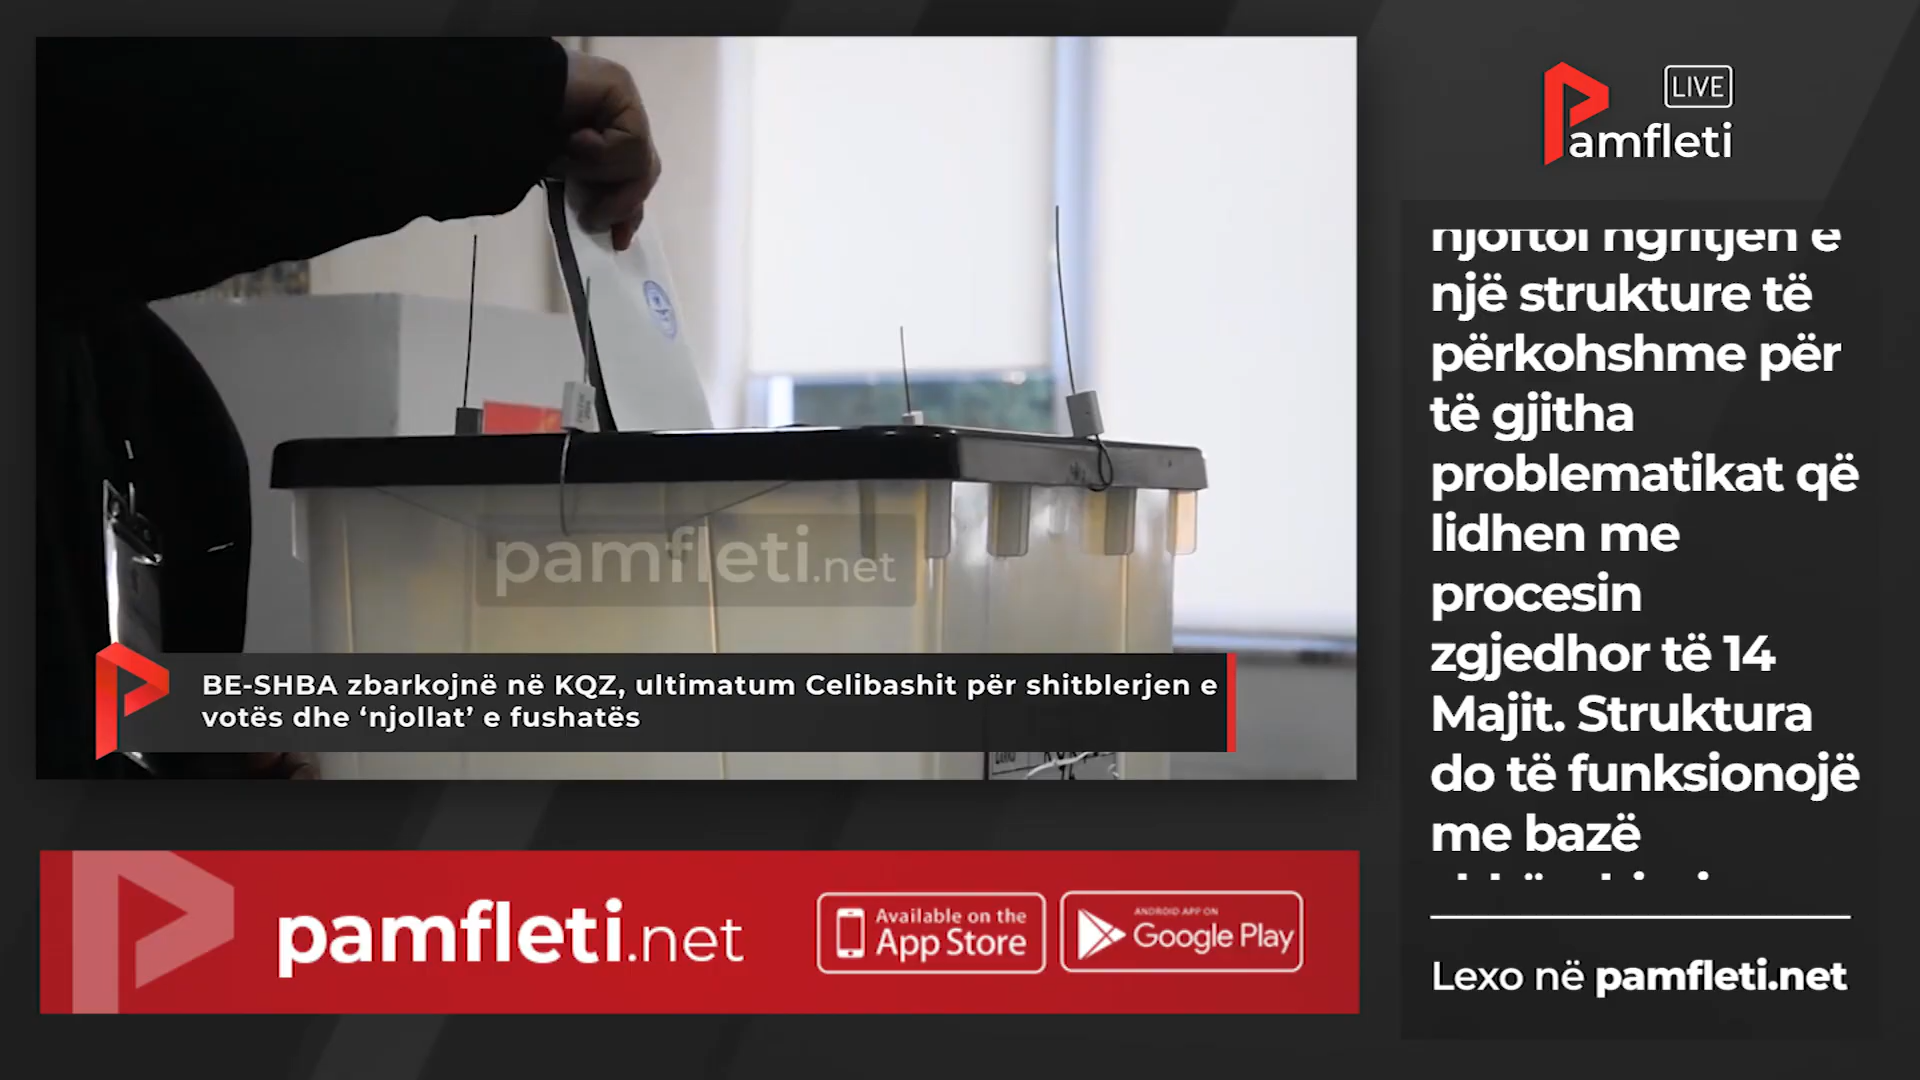 LIVE
Pamfleti
njoftoi ngritjen e
një strukture të
përkohshme për
të gjitha
problematikat që
lidhen me
procesin
zgjedhor të 14
Majit. Struktura
do të funksionojë
me bazë
pamfleti.net
BE-SHBA zbarkojnë në KQZ, ultimatum Celibashit për shitblerjen e
votës dhe ‘njollat’ e fushatës
pamfleti.net
Available on the
App Store
ANDROID APP ON
Google Play
Lexo në pamfleti.net